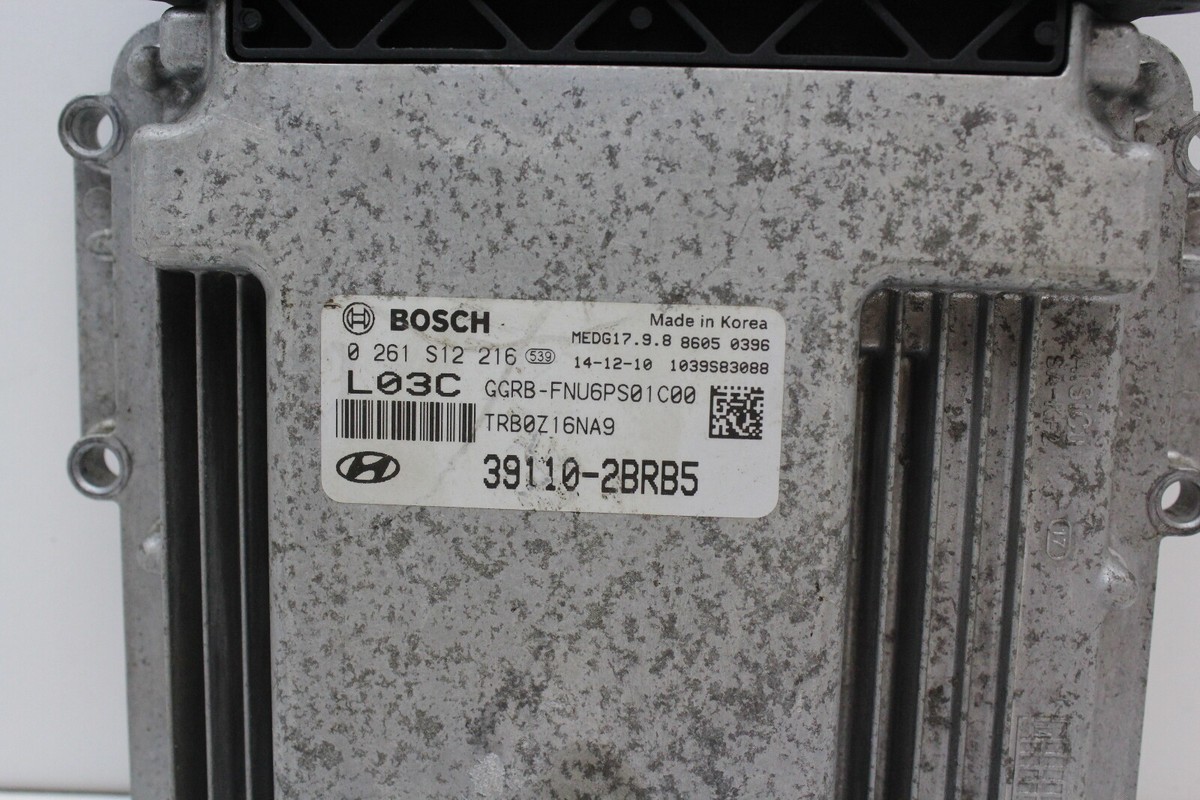 BOSCH
Made in Korea
MEDG17.9.8 8605 0396
0 261 S12 216 539
14-12-10 1039S83088
L03C
GGRB-FNU6PS01C00
TRB0Z16NA9
39110-2BRB5